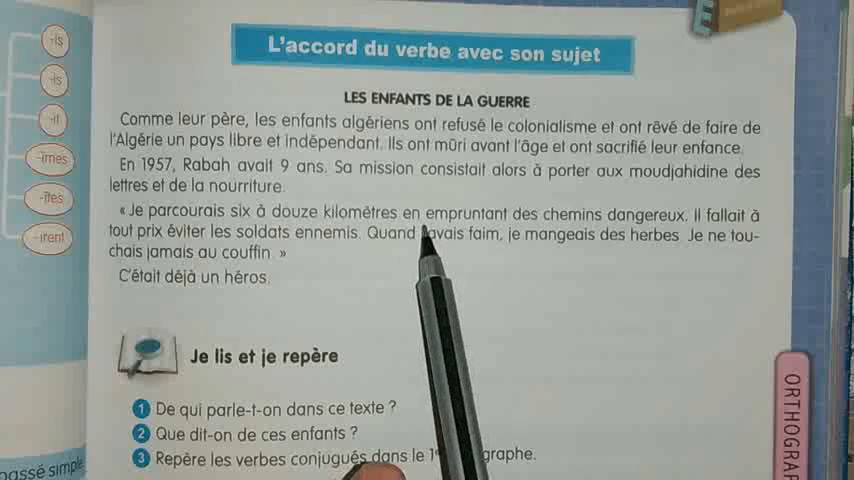 -is
-is
-it
-îmes
-îtes
-irent
passé simple
L'accord du verbe avec son sujet
LES ENFANTS DE LA GUERRE
Comme leur père, les enfants algériens ont refusé le colonialisme et ont rêvé de faire de
l'Algérie un pays libre et indépendant. Ils ont mûri avant l'âge et ont sacrifié leur enfance.
En 1957, Rabah avait 9 ans. Sa mission consistait alors à porter aux moudjahidine des
lettres et de la nourriture.
« Je parcourais six à douze kilomètres en empruntant des chemins dangereux. Il fallait à
tout prix éviter les soldats ennemis. Quand j'avais faim, je mangeais des herbes. Je ne tou-
chais jamais au couffin. »
C'était déjà un héros.
Je lis et je repère
1 De qui parle-t-on dans ce texte ?
2 Que dit-on de ces enfants ?
3 Repère les verbes conjugués dans le 1er graphe.
ORTHOGRAP